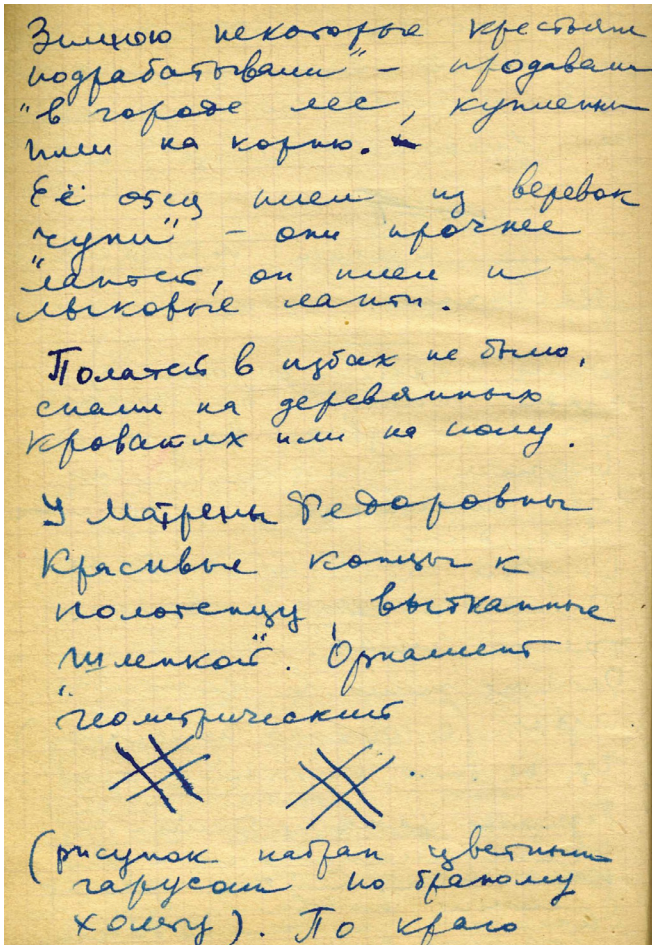 Зимою некоторые крестьяне
подрабатывали" – продавали
"в городе лес, купленный
ими на корню.
Её отец плел из веревок
чуни" – они прочнее
"лаптей, он плел и
лыковые лапти.
Полатей в избах не было,
спали на деревянных
кроватях или на полу.
У Матрены Федоровны
красивые концы к
полотенцу, вытканные
шлепкой". Орнамент
"геометрический
(рисунок набран цветным
гарусом по браному
холсту). По краю